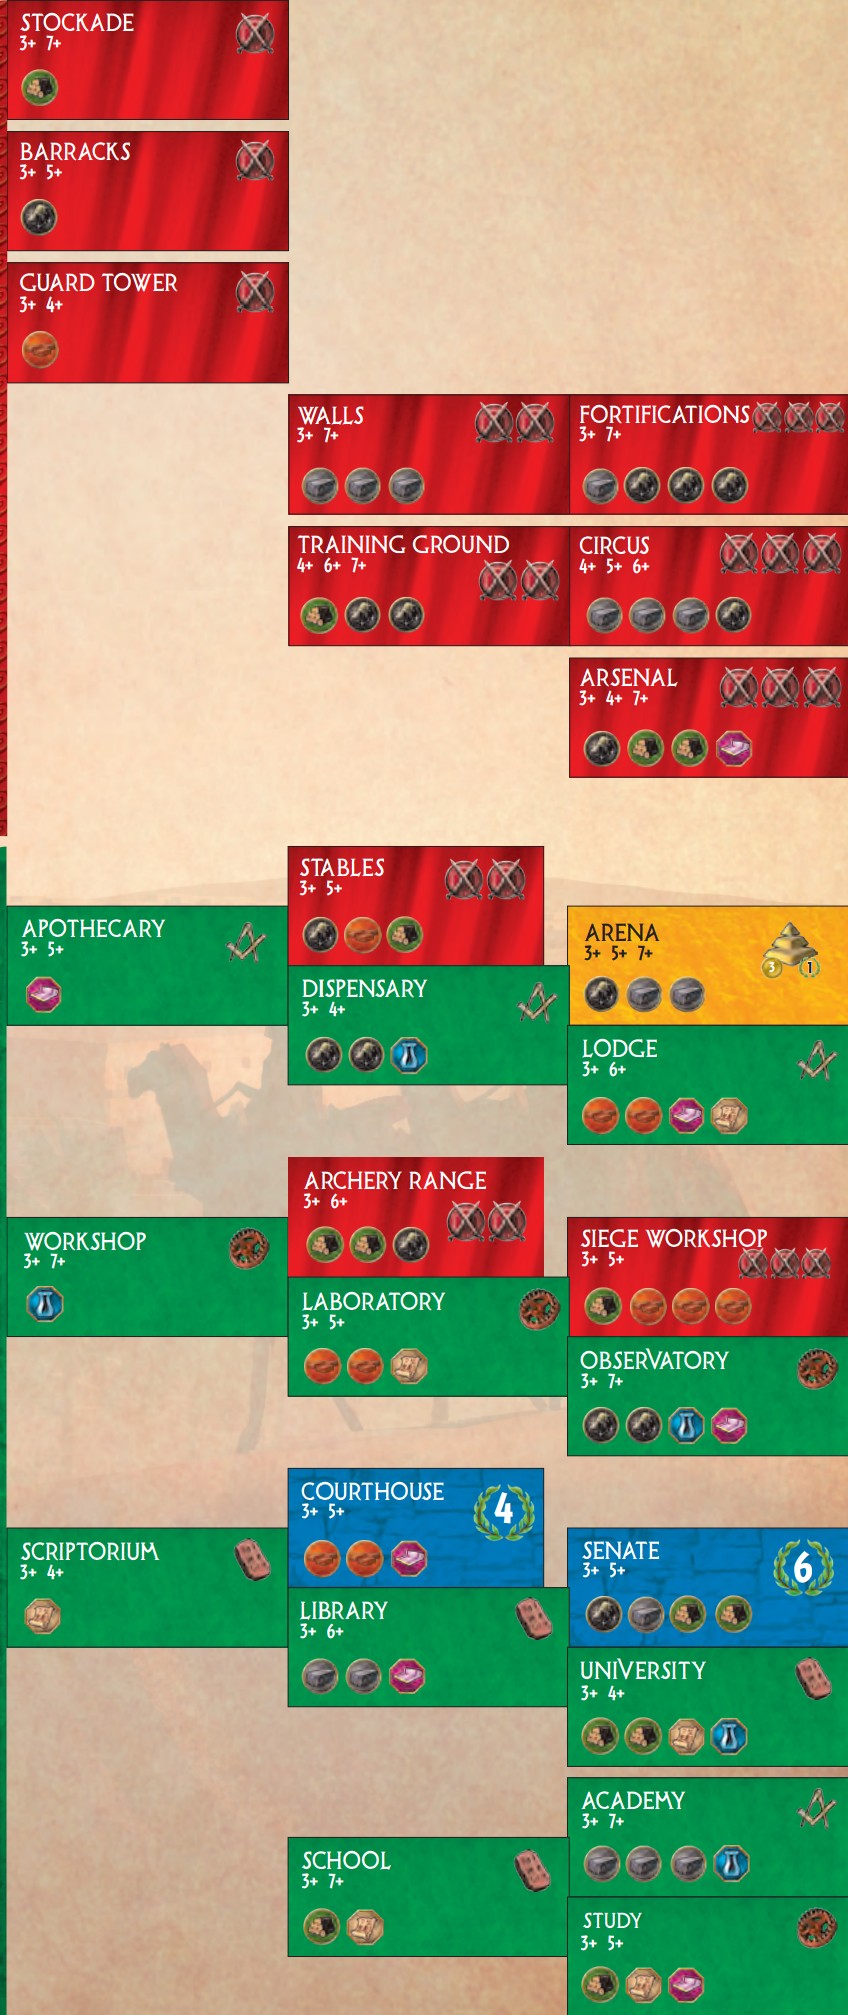 STOCKADE
3+ 7+
BARRACKS
3+ 5+
GUARD TOWER
3+ 4+
WALLS
3+ 7+
FORTIFICATIONS
3+ 7+
TRAINING GROUND
4+ 6+ 7+
CIRCUS
4+ 5+ 6+
ARSENAL
3+ 4+ 7+
STABLES
3+ 5+
APOTHECARY
3+ 5+
ARENA
3+ 5+ 7+
3 1
DISPENSARY
3+ 4+
LODGE
3+ 6+
ARCHERY RANGE
3+ 6+
WORKSHOP
3+ 7+
SIEGE WORKSHOP
3+ 5+
LABORATORY
3+ 5+
OBSERVATORY
3+ 7+
COURTHOUSE
3+ 5+
4
SCRIPTORIUM
3+ 4+
SENATE
3+ 5+
6
LIBRARY
3+ 6+
UNIVERSITY
3+ 4+
ACADEMY
3+ 7+
SCHOOL
3+ 7+
STUDY
3+ 5+